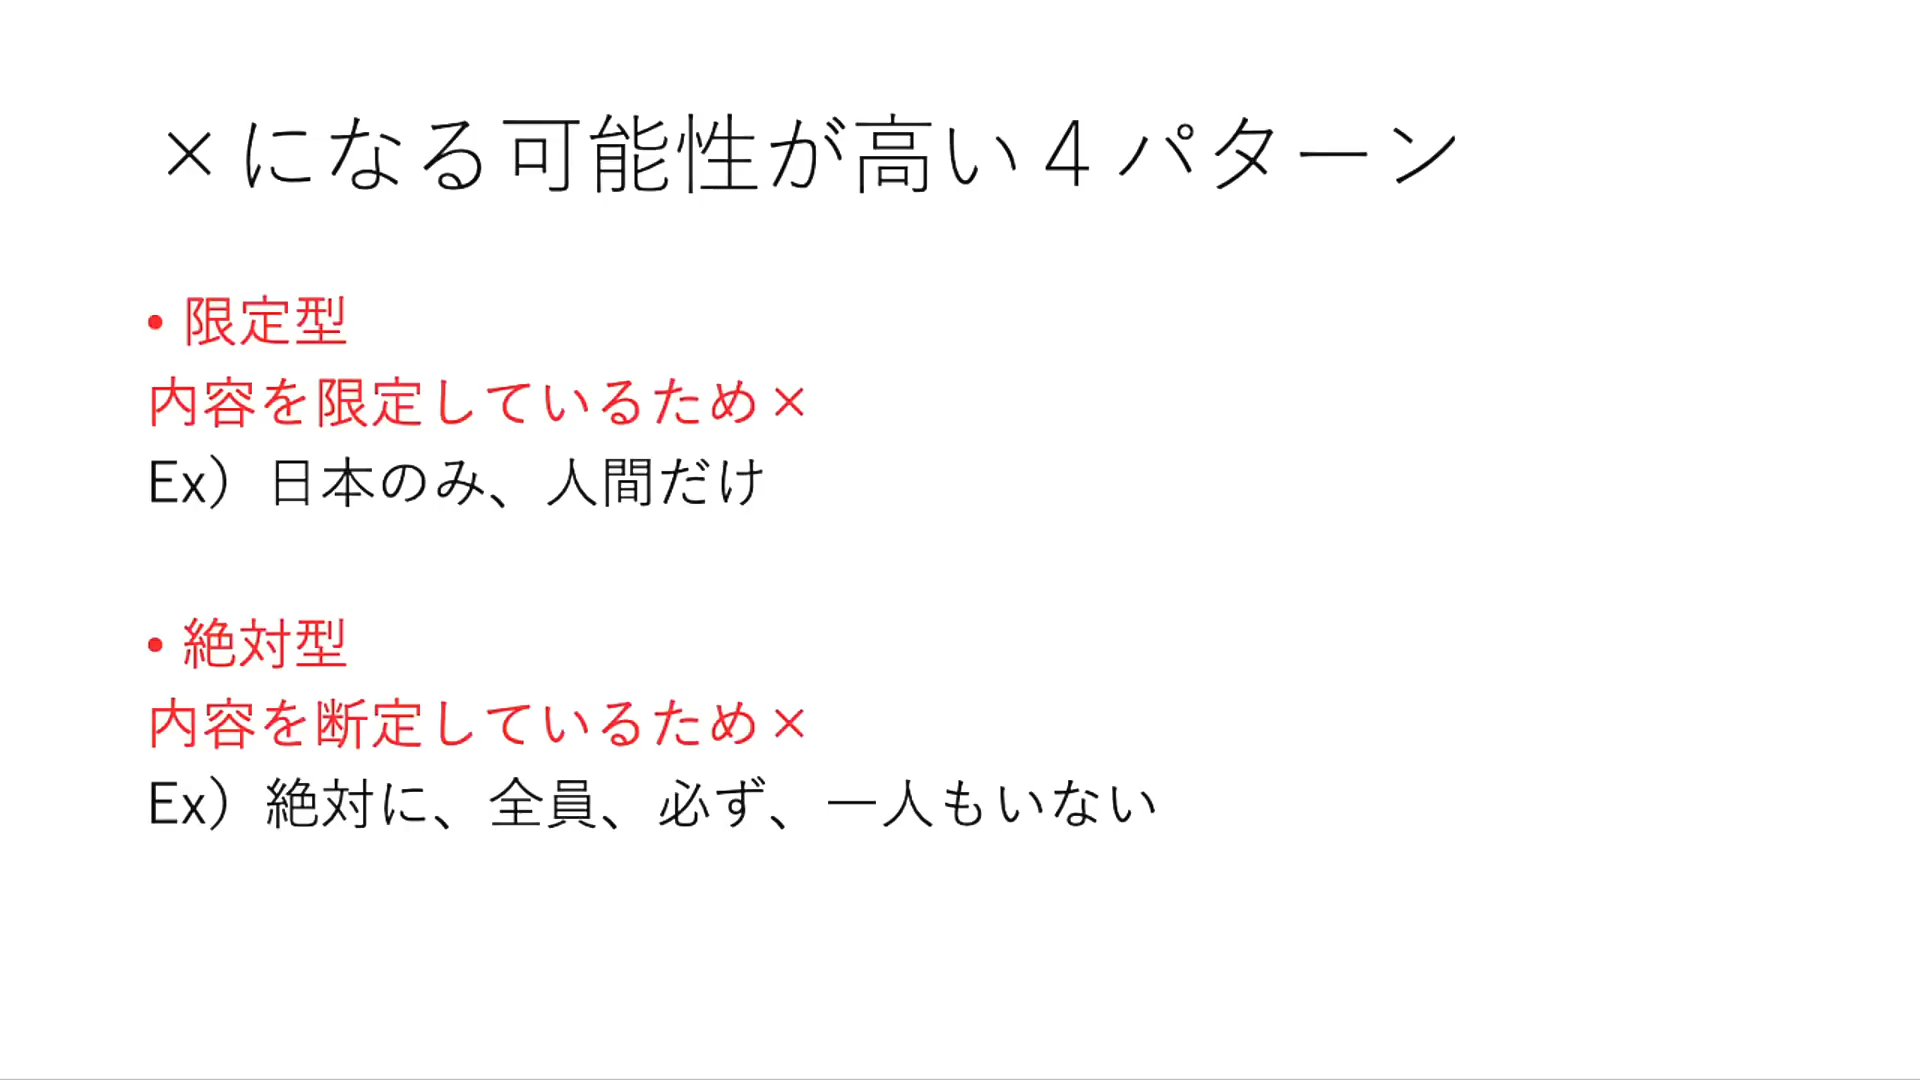 ×になる可能性が高い４パターン
• 限定型
内容を限定しているため×
Ex）日本のみ、人間だけ
• 絶対型
内容を断定しているため×
Ex）絶対に、全員、必ず、一人もいない